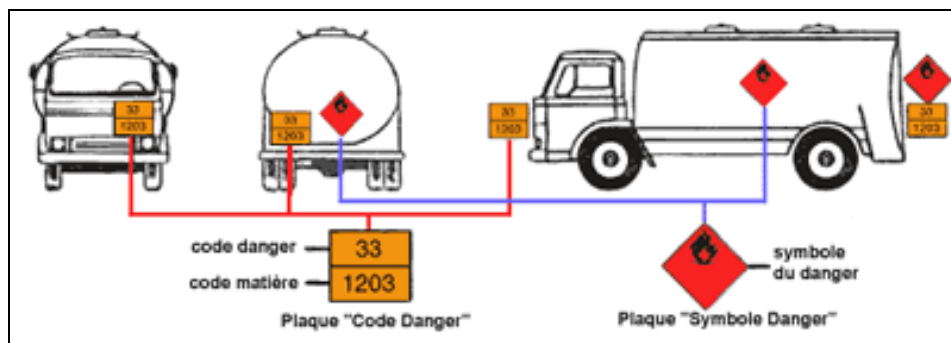 33
1203
33
1203
33
1203
33
1203
code danger
33
code matière
1203
Plaque "Code Danger"
symbole
du danger
Plaque "Symbole Danger"